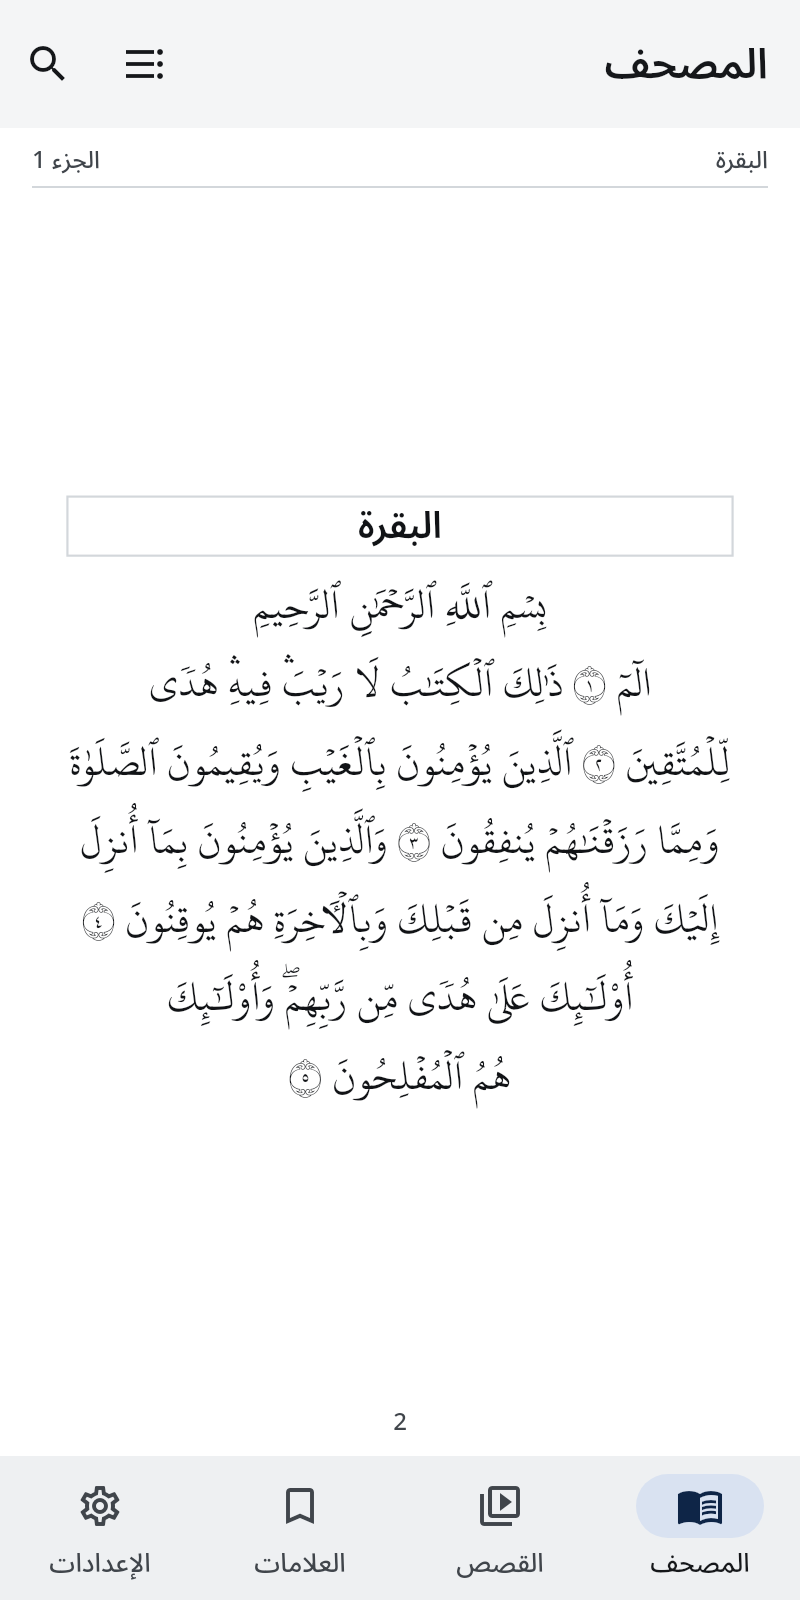 المصحف
البقرة
الجزء 1
البقرة
بِسۡمِ ٱللَّهِ ٱلرَّحۡمَٰنِ ٱلرَّحِيمِ
الٓمٓ ١ ذَٰلِكَ ٱلۡكِتَٰبُ لَا رَيۡبَۛ فِيهِۛ هُدٗى
لِّلۡمُتَّقِينَ ٢ ٱلَّذِينَ يُؤۡمِنُونَ بِٱلۡغَيۡبِ وَيُقِيمُونَ ٱلصَّلَوٰةَ
وَمِمَّا رَزَقۡنَٰهُمۡ يُنفِقُونَ ٣ وَٱلَّذِينَ يُؤۡمِنُونَ بِمَآ أُنزِلَ
إِلَيۡكَ وَمَآ أُنزِلَ مِن قَبۡلِكَ وَبِٱلۡأٓخِرَةِ هُمۡ يُوقِنُونَ ٤
أُوْلَٰٓئِكَ عَلَىٰ هُدٗى مِّن رَّبِّهِمۡۖ وَأُوْلَٰٓئِكَ
هُمُ ٱلۡمُفۡلِحُونَ ٥
2
المصحف
القصص
العلامات
الإعدادات